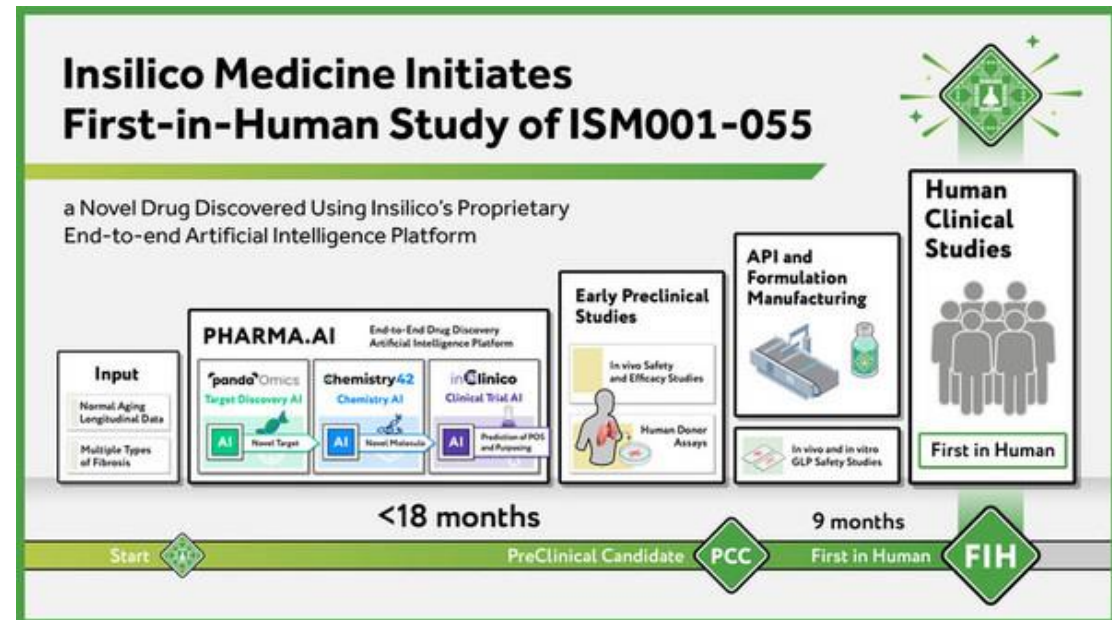 Insilico Medicine Initiates
First-in-Human Study of ISM001-055
a Novel Drug Discovered Using Insilico's Proprietary
End-to-end Artificial Intelligence Platform
Input
Normal Aging
Longitudinal Data
Multiple Types
of Fibrosis
PHARMA.AI
End-to-End Drug Discovery
Artificial Intelligence Platform
panda Omics
Target Discovery AI
AI
Novel Target
Chemistry42
Chemistry AI
AI
Novel Molecule
inClinico
Clinical Trial AI
AI
Prediction of POS
and Purposing
Early Preclinical
Studies
In vivo Safety
and Efficacy Studies
Human Donor
Assays
API and
Formulation
Manufacturing
In vivo and in vitro
GLP Safety Studies
Human
Clinical
Studies
First in Human
<18 months
9 months
Start
PreClinical Candidate
PCC
First in Human
FIH